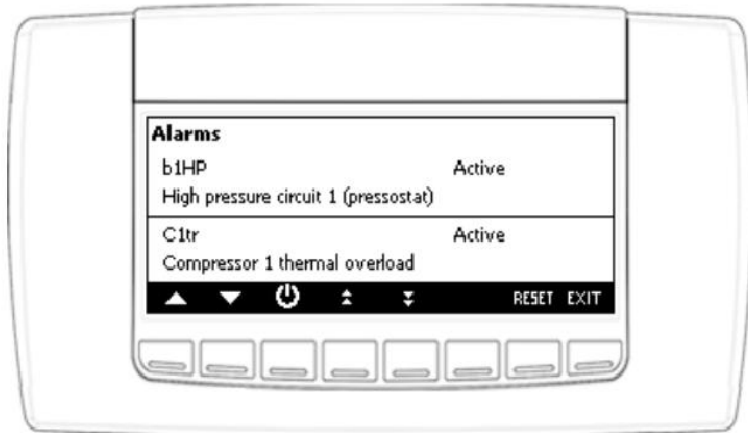 Alarms
b1HP Active
High pressure circuit 1 (pressostat)
C1tr Active
Compressor 1 thermal overload
RESET EXIT